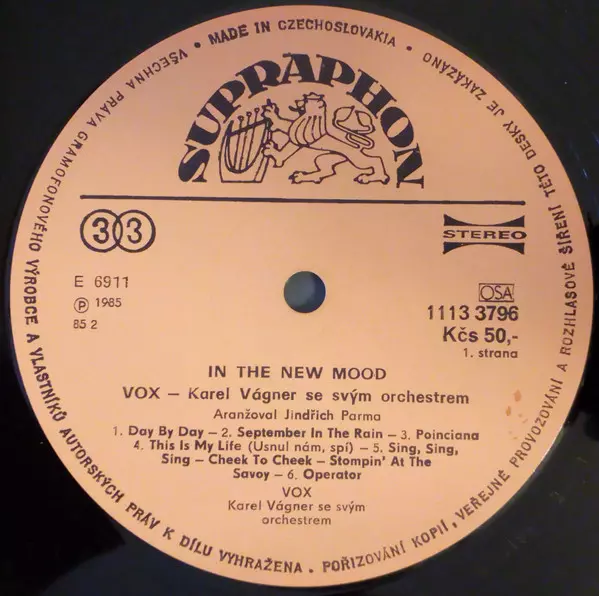 VŠECHNA PRÁVA GRAMOFONOVÉHO VÝROBCE A VLASTNÍKŮ AUTORSKÝCH PRÁV K DÍLU VYHRAŽENA • POŘIZOVÁNÍ KOPIÍ, VEŘEJNÉ PROVOZOVÁNÍ A ROZHLASOVÉ ŠÍŘENÍ TÉTO DESKY JE ZAKÁZÁNO • MADE IN CZECHOSLOVAKIA •
SUPRAPHON
33
STEREO
E 6911
℗ 1985
85 2
OSA
1113 3796
Kčs 50,-
1. strana
IN THE NEW MOOD
VOX – Karel Vágner se svým orchestrem
Aranžoval Jindřich Parma
1. Day By Day – 2. September In The Rain – 3. Poinciana
4. This Is My Life (Usnul nám, spí) – 5. Sing, Sing,
Sing – Cheek To Cheek – Stompin' At The
Savoy – 6. Operator
VOX
Karel Vágner se svým
orchestrem